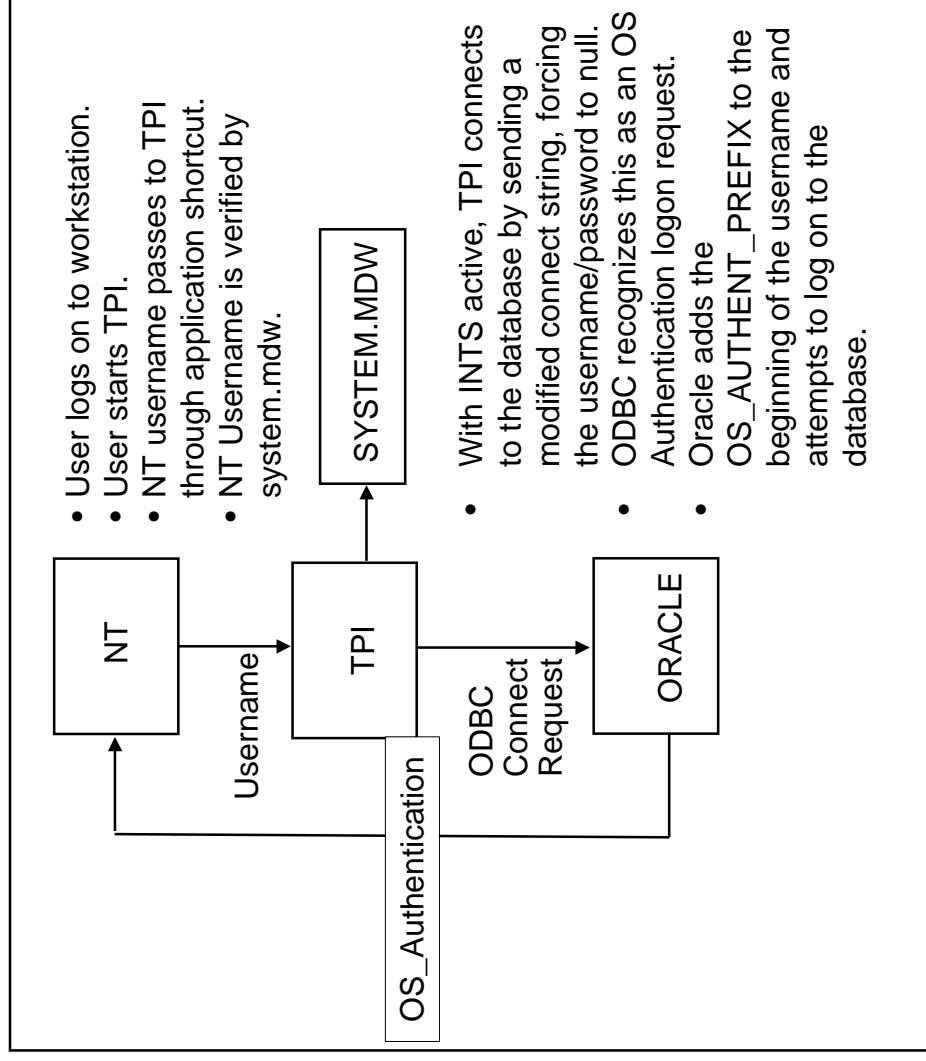 NT
• User logs on to workstation.
• User starts TPI.
• NT username passes to TPI
through application shortcut.
• NT Username is verified by
system.mdw.
Username
TPI
SYSTEM.MDW
OS_Authentication
ODBC
Connect
Request
• With INTS active, TPI connects
to the database by sending a
modified connect string, forcing
the username/password to null.
• ODBC recognizes this as an OS
Authentication logon request.
• Oracle adds the
OS_AUTHENT_PREFIX to the
beginning of the username and
attempts to log on to the
database.
ORACLE